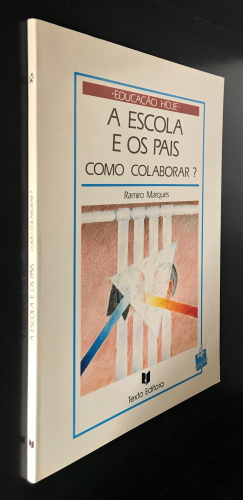 ·EDUCAÇÃO HOJE·
A ESCOLA
E OS PAIS
COMO COLABORAR?
Ramiro Marques
Texto Editora
A ESCOLA E OS PAIS COMO COLABORAR?